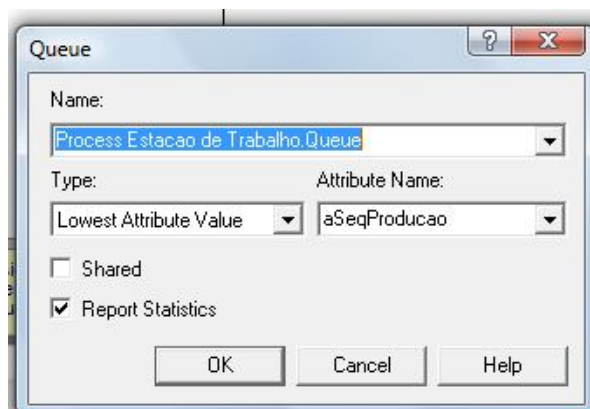 Queue
Name:
Process Estacao de Trabalho.Queue
Type:
Attribute Name:
Lowest Attribute Value
aSeqProducao
Shared
Report Statistics
OK
Cancel
Help